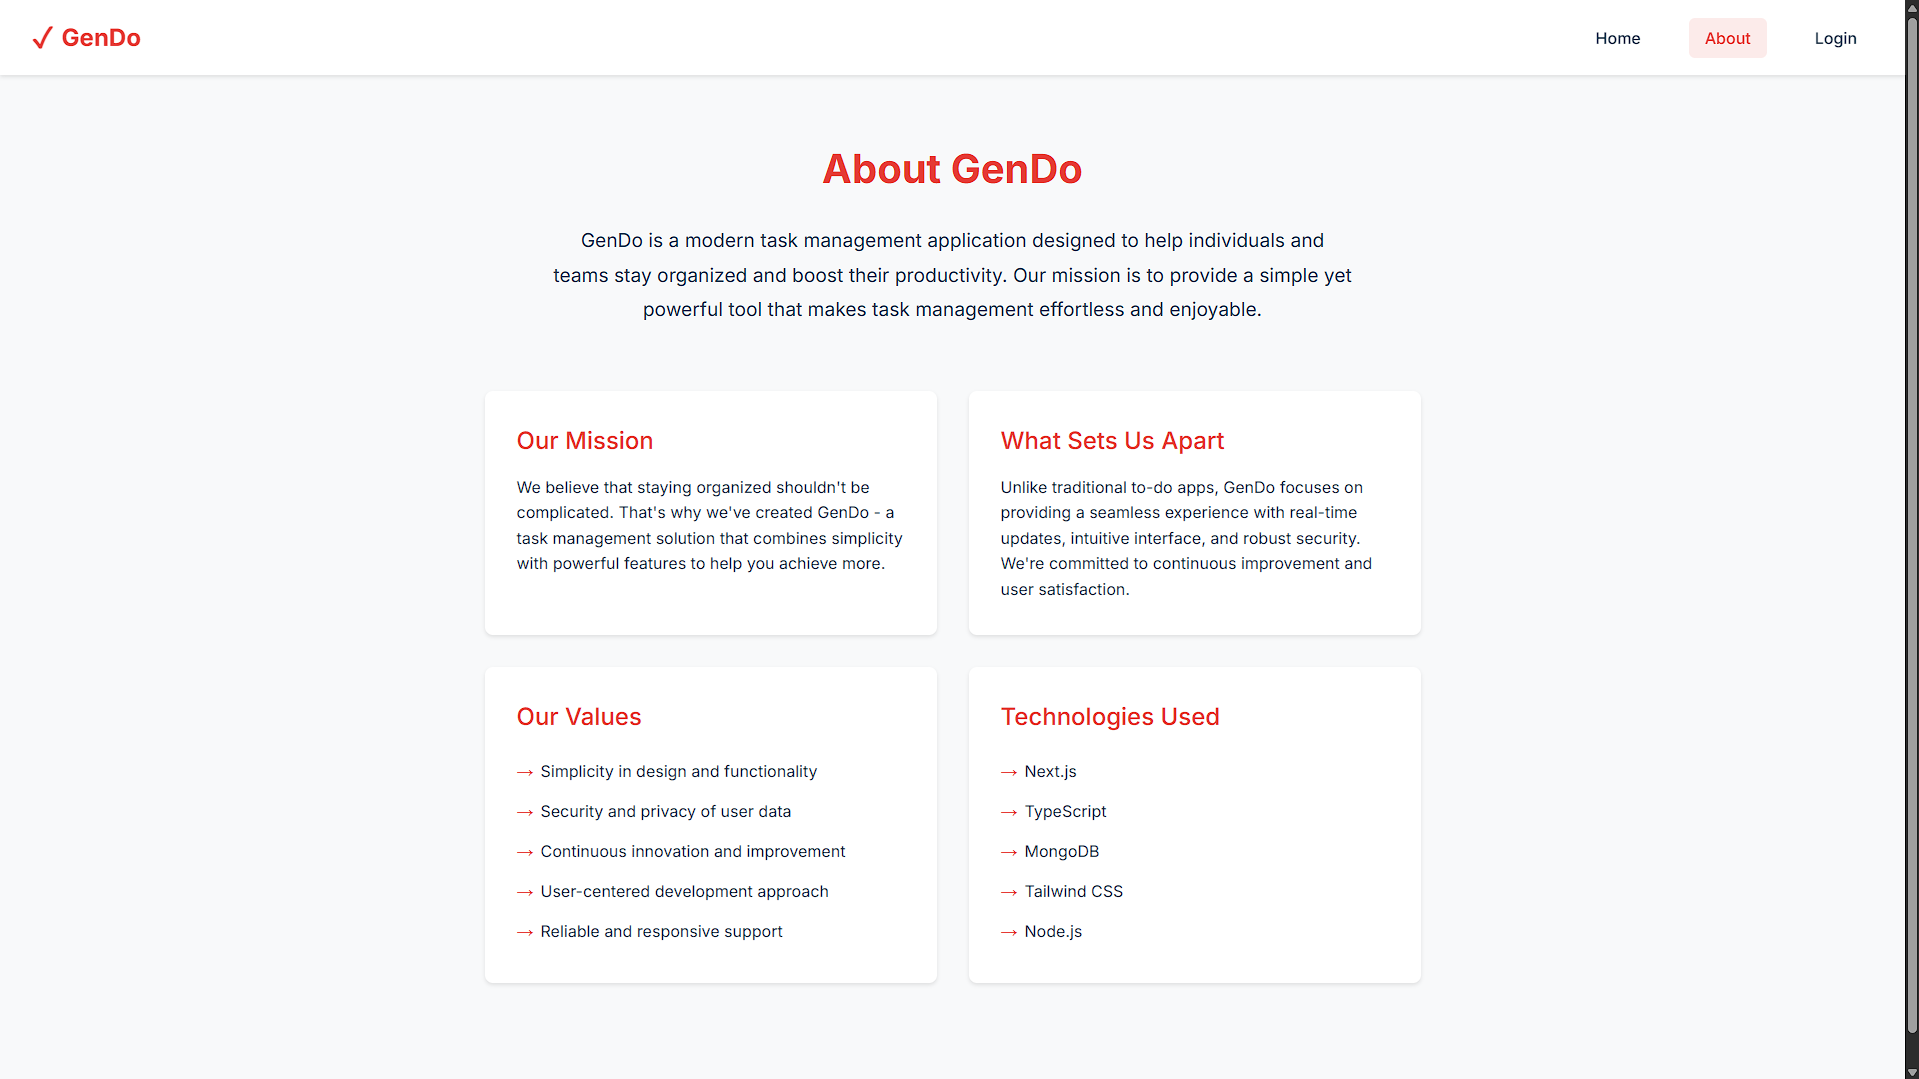 ✓ GenDo
Home
About
Login
About GenDo
GenDo is a modern task management application designed to help individuals and
teams stay organized and boost their productivity. Our mission is to provide a simple yet
powerful tool that makes task management effortless and enjoyable.
Our Mission
We believe that staying organized shouldn't be
complicated. That's why we've created GenDo - a
task management solution that combines simplicity
with powerful features to help you achieve more.
What Sets Us Apart
Unlike traditional to-do apps, GenDo focuses on
providing a seamless experience with real-time
updates, intuitive interface, and robust security.
We're committed to continuous improvement and
user satisfaction.
Our Values
→ Simplicity in design and functionality
→ Security and privacy of user data
→ Continuous innovation and improvement
→ User-centered development approach
→ Reliable and responsive support
Technologies Used
→ Next.js
→ TypeScript
→ MongoDB
→ Tailwind CSS
→ Node.js